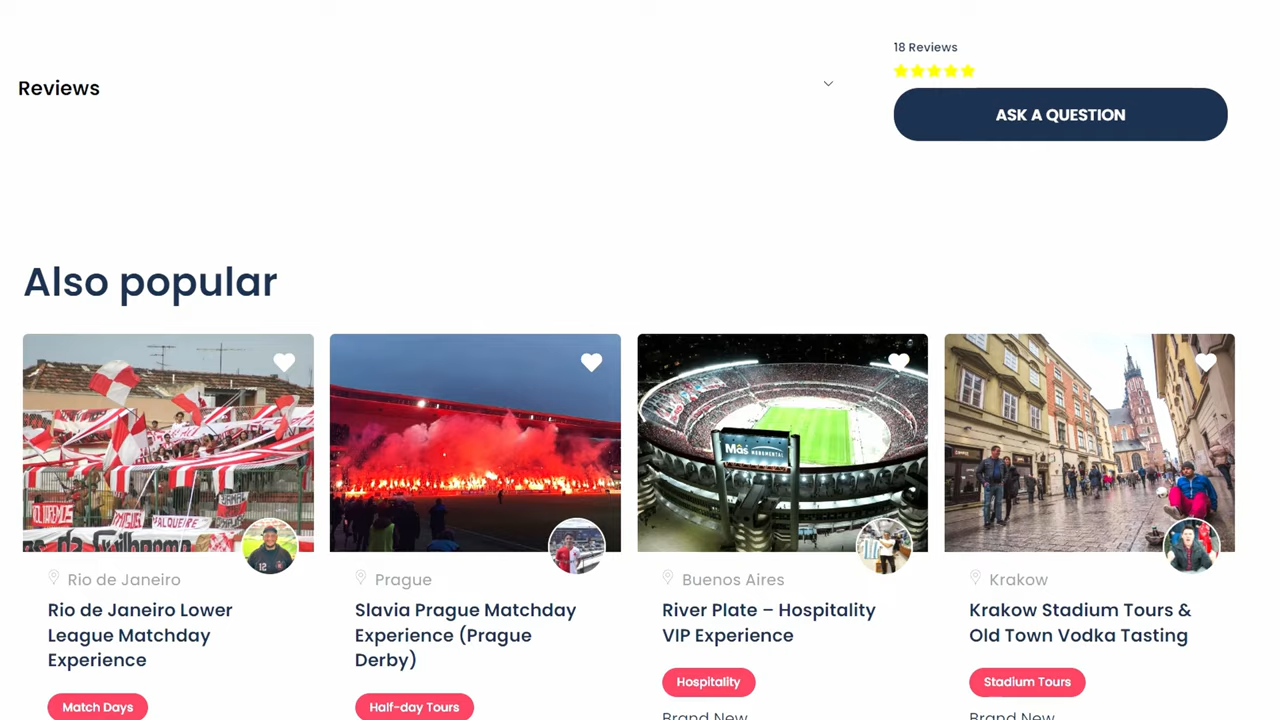 18 Reviews
Reviews
ASK A QUESTION
Also popular
Más MONUMENTAL
Rio de Janeiro
Rio de Janeiro Lower
League Matchday
Experience
Match Days
Prague
Slavia Prague Matchday
Experience (Prague
Derby)
Half-day Tours
Buenos Aires
River Plate – Hospitality
VIP Experience
Hospitality
Brand New
Krakow
Krakow Stadium Tours &
Old Town Vodka Tasting
Stadium Tours
Brand New